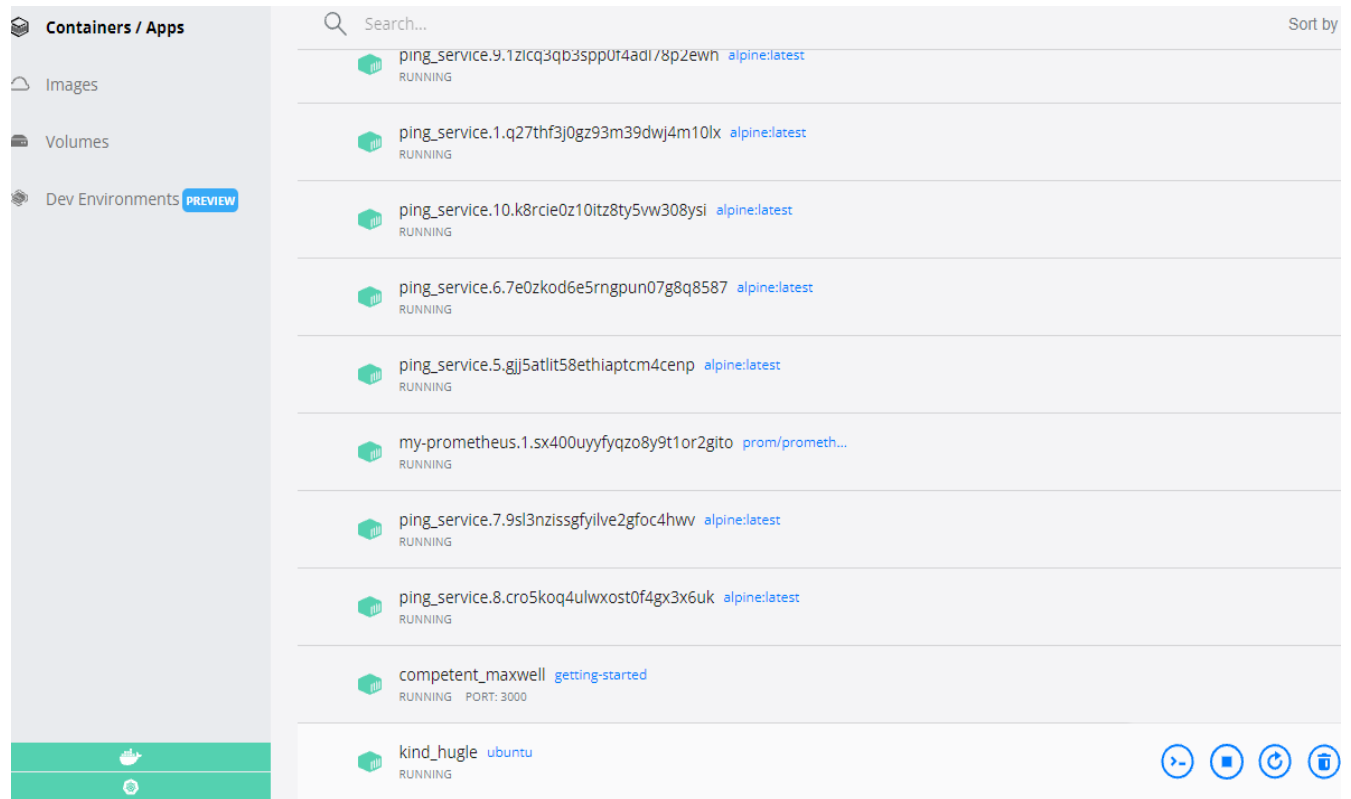 Containers / Apps
Images
Volumes
Dev Environments PREVIEW
Search...
Sort by
ping_service.9.1zlcq3qb3spp0f4adl78p2ewh alpine:latest
RUNNING
ping_service.1.q27thf3j0gz93m39dwj4m10lx alpine:latest
RUNNING
ping_service.10.k8rcie0z10itz8ty5vw308ysi alpine:latest
RUNNING
ping_service.6.7e0zkod6e5rngpun07g8q8587 alpine:latest
RUNNING
ping_service.5.gjj5atlit58ethiaptcm4cenp alpine:latest
RUNNING
my-prometheus.1.sx400uyyfyqzo8y9t1or2gito prom/prometh...
RUNNING
ping_service.7.9sl3nzissgfyilve2gfoc4hwv alpine:latest
RUNNING
ping_service.8.cro5koq4ulwxost0f4gx3x6uk alpine:latest
RUNNING
competent_maxwell getting-started
RUNNING PORT: 3000
kind_hugle ubuntu
RUNNING